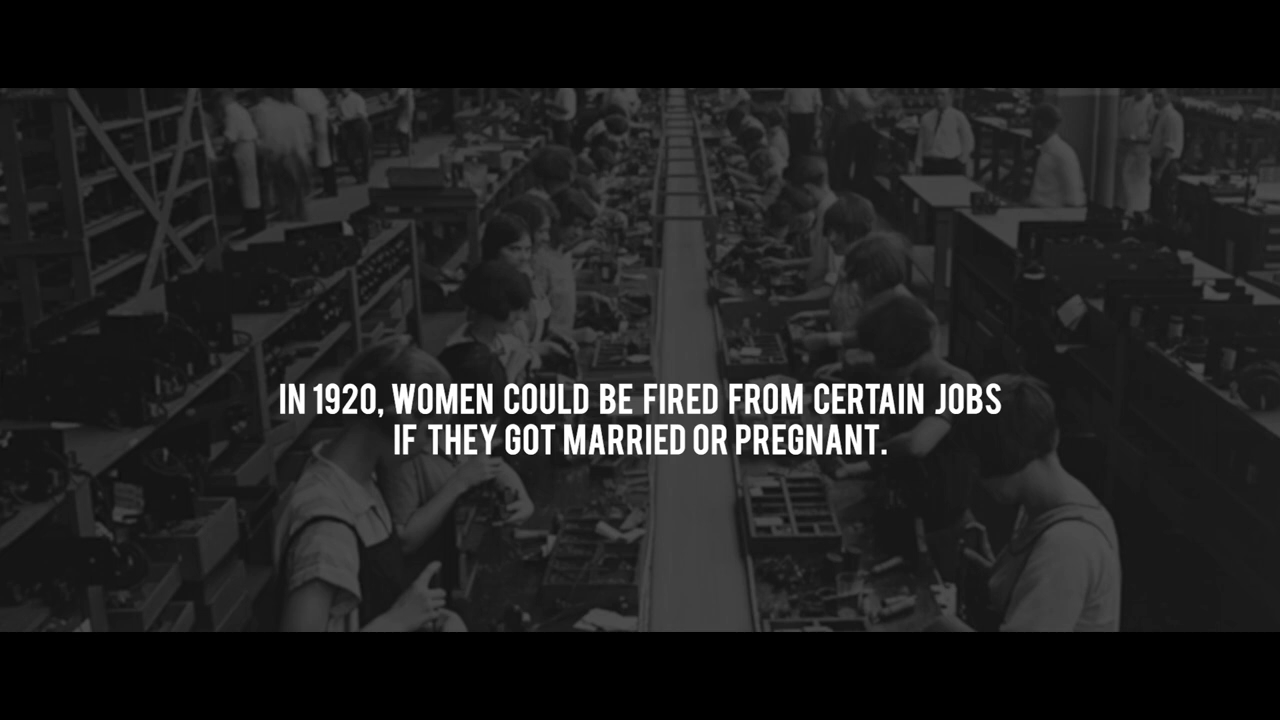 IN 1920, WOMEN COULD BE FIRED FROM CERTAIN JOBS
IF THEY GOT MARRIED OR PREGNANT.